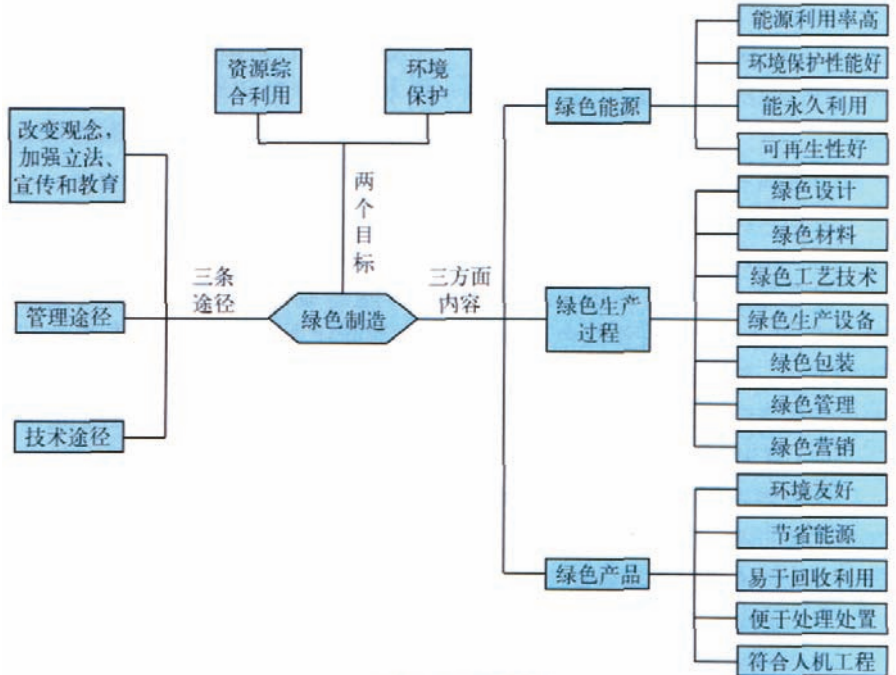 资源综
合利用
环境
保护
改变观念，
加强立法、
宣传和教育
管理途径
技术途径
三条
途径
两
个
目
标
绿色制造
三方面
内容
绿色能源
能源利用率高
环境保护性能好
能永久利用
可再生性好
绿色生产
过程
绿色设计
绿色材料
绿色工艺技术
绿色生产设备
绿色包装
绿色管理
绿色营销
绿色产品
环境友好
节省能源
易于回收利用
便于处理处置
符合人机工程